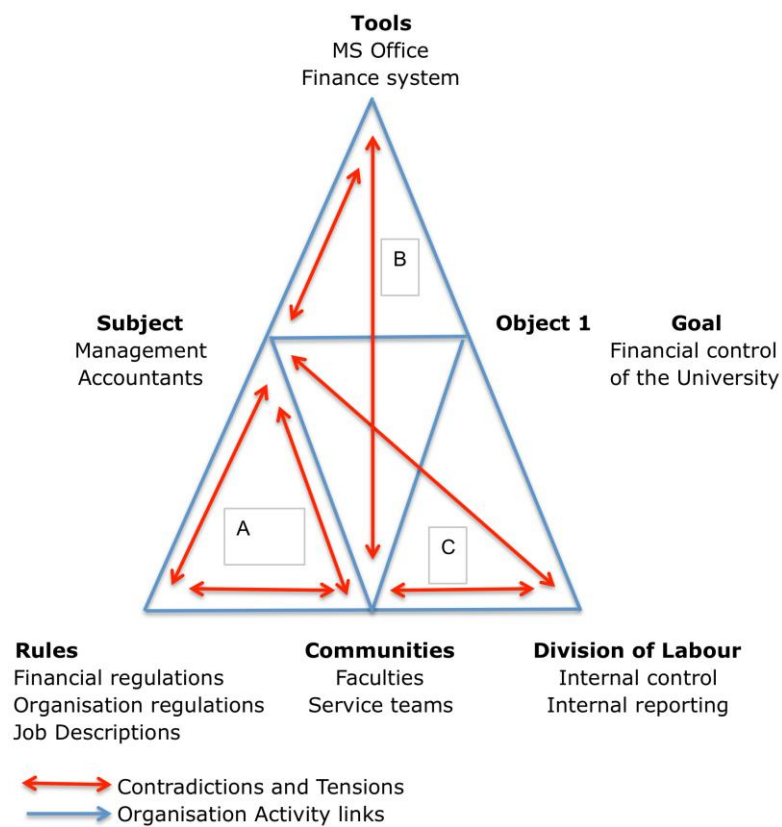 Tools
MS Office
Finance system
B
Subject
Management
Accountants
Object 1
Goal
Financial control
of the University
A
C
Rules
Financial regulations
Organisation regulations
Job Descriptions
Communities
Faculties
Service teams
Division of Labour
Internal control
Internal reporting
Contradictions and Tensions
Organisation Activity links